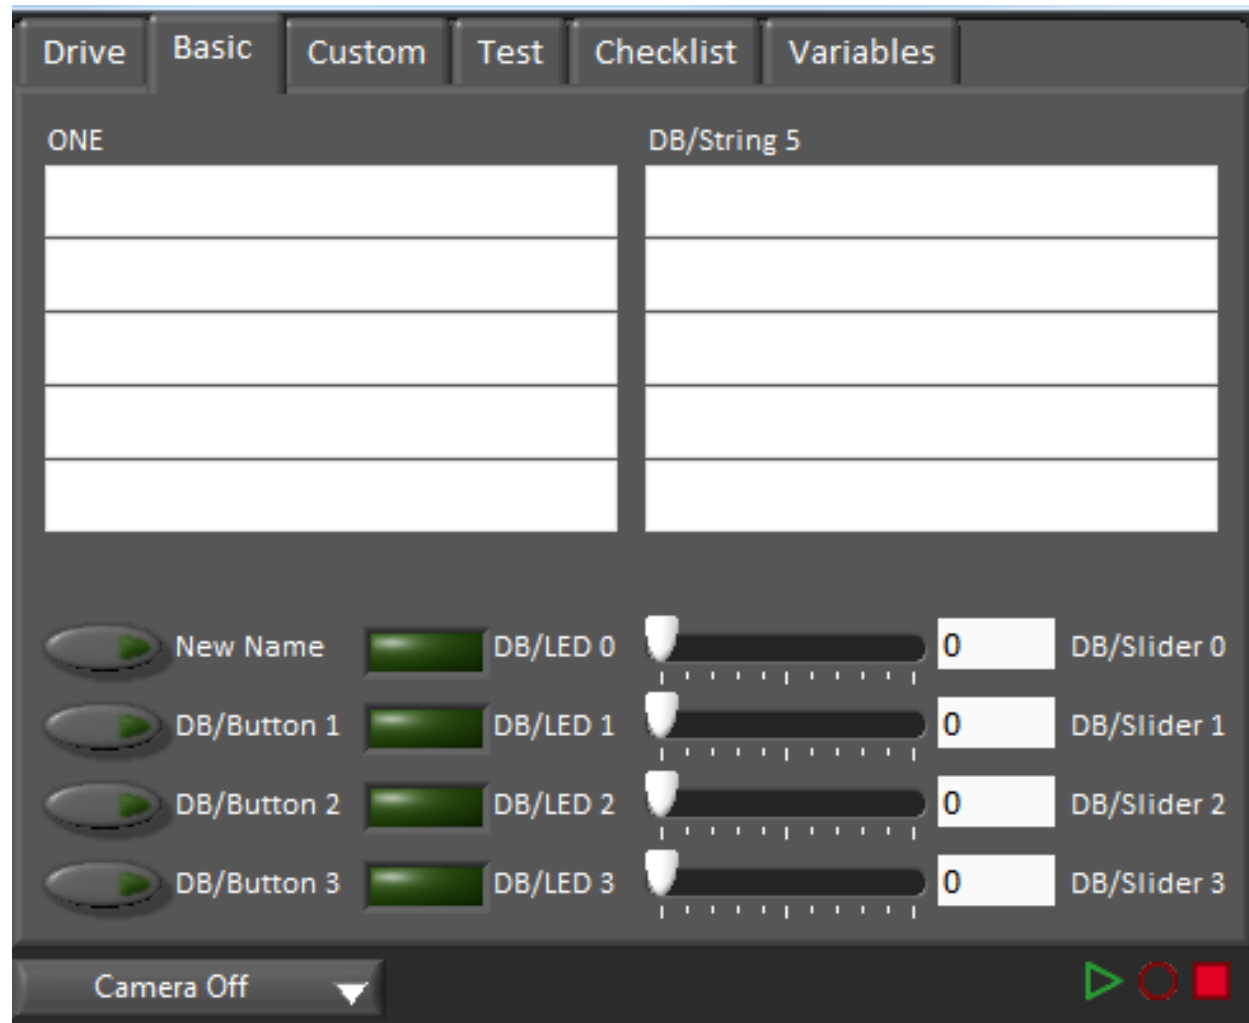 Drive Basic Custom Test Checklist Variables
ONE DB/String 5
New Name DB/LED 0 0 DB/Slider 0
DB/Button 1 DB/LED 1 0 DB/Slider 1
DB/Button 2 DB/LED 2 0 DB/Slider 2
DB/Button 3 DB/LED 3 0 DB/Slider 3
Camera Off